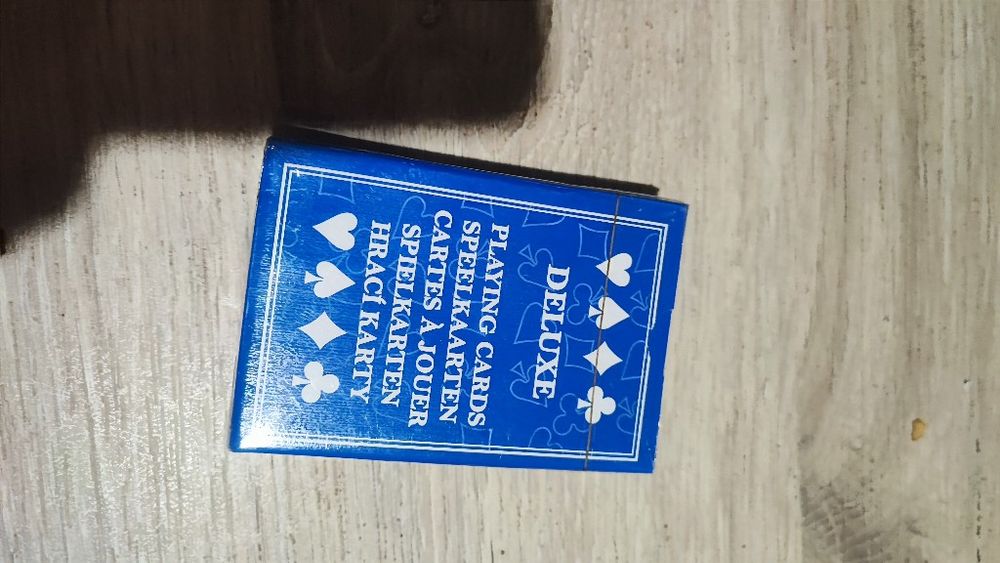 DELUXE
PLAYING CARDS
SPEELKAARTEN
CARTES À JOUER
SPIELKARTEN
HRACÍ KARTY